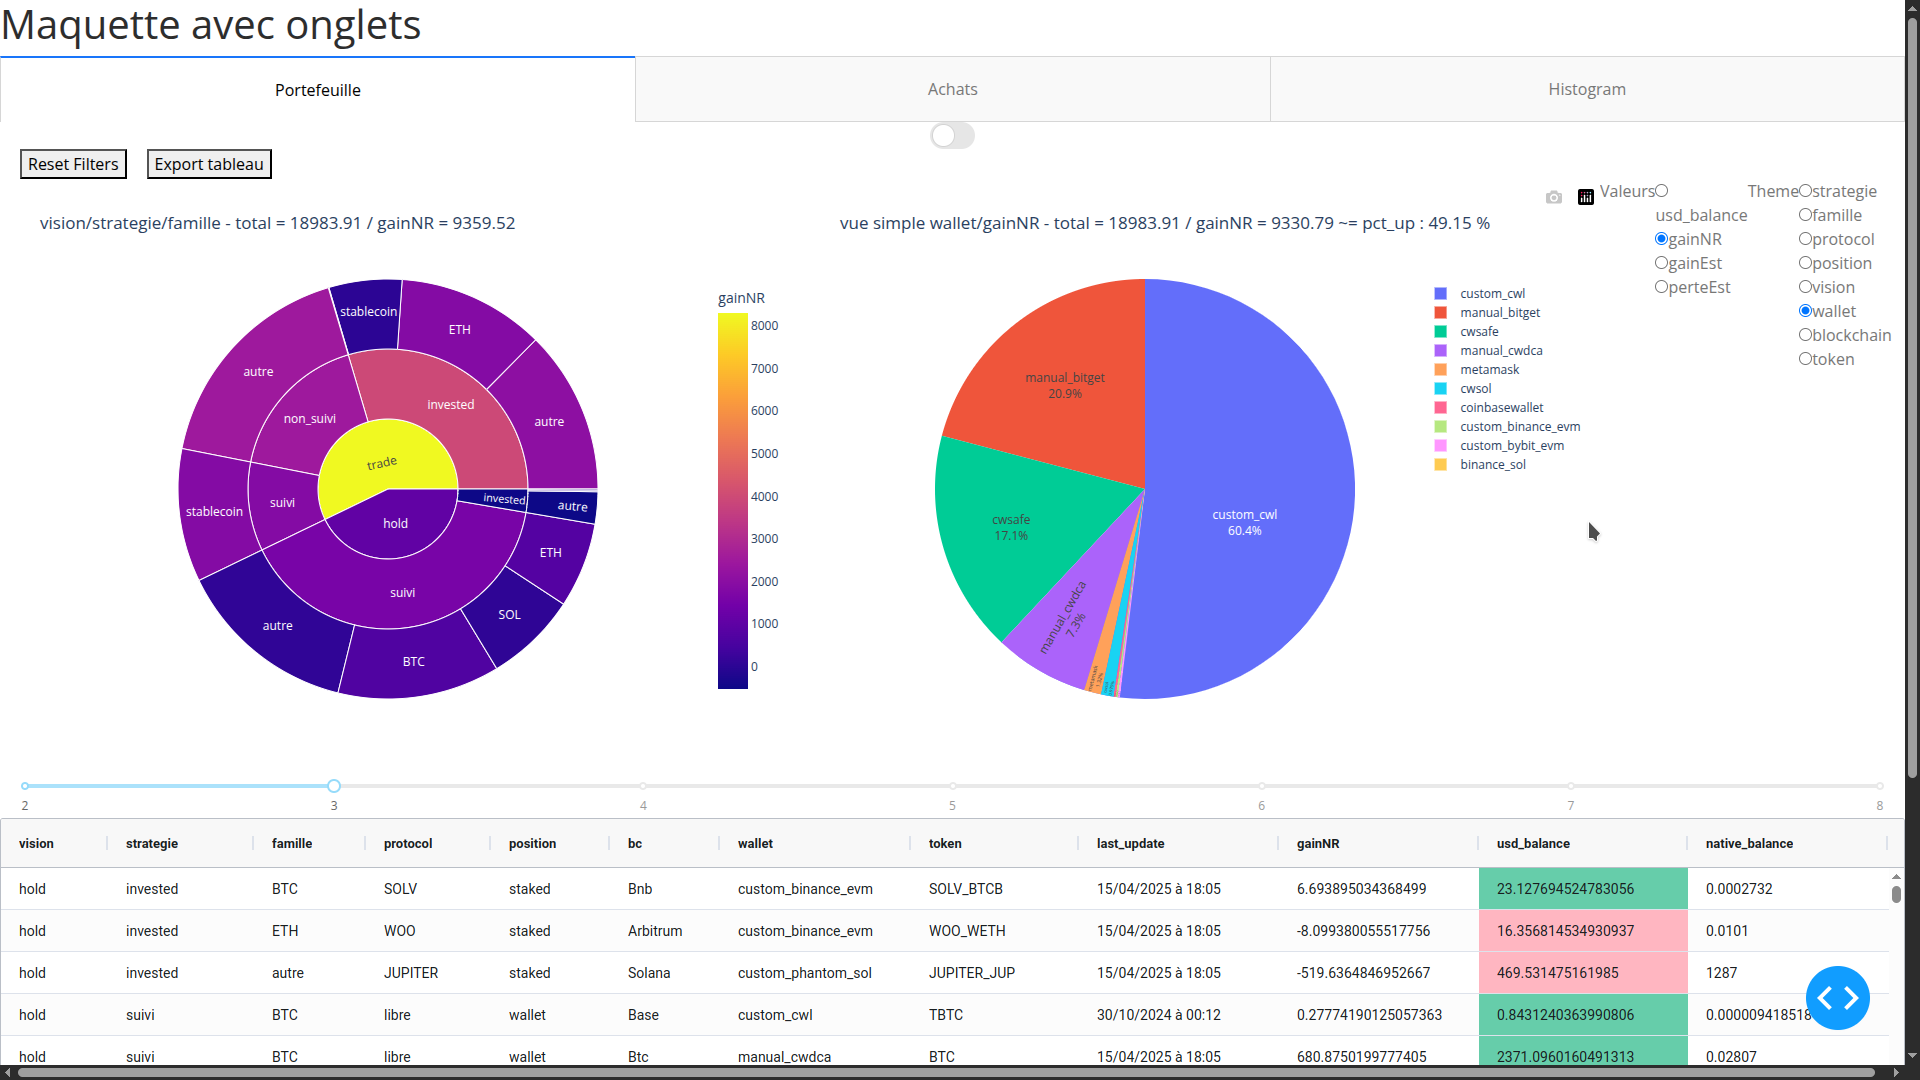 Maquette avec onglets
Portefeuille
Achats
Histogram
Reset Filters
Export tableau
vision/strategie/famille - total = 18983.91 / gainNR = 9359.52
vue simple wallet/gainNR - total = 18983.91 / gainNR = 9330.79 ~= pct_up : 49.15 %
Valeurs
usd_balance
gainNR
gainEst
perteEst
Theme
strategie
famille
protocol
position
vision
wallet
blockchain
token
stablecoin
ETH
autre
autre
non_suivi
invested
trade
stablecoin
suivi
hold
invested
autre
ETH
suivi
SOL
autre
BTC
gainNR
8000
7000
6000
5000
4000
3000
2000
1000
0
manual_bitget
20.9%
cwsafe
17.1%
custom_cwl
60.4%
manual_cwdca
7.3%
custom_cwl
manual_bitget
cwsafe
manual_cwdca
metamask
cwsol
coinbasewallet
custom_binance_evm
custom_bybit_evm
binance_sol
2 3 4 5 6 7 8
vision strategie famille protocol position bc wallet token last_update gainNR usd_balance native_balance
hold invested BTC SOLV staked Bnb custom_binance_evm SOLV_BTCB 15/04/2025 à 18:05 6.693895034368499 23.127694524783056 0.0002732
hold invested ETH WOO staked Arbitrum custom_binance_evm WOO_WETH 15/04/2025 à 18:05 -8.099380055517756 16.356814534930937 0.0101
hold invested autre JUPITER staked Solana custom_phantom_sol JUPITER_JUP 15/04/2025 à 18:05 -519.6364846952667 469.531475161985 1287
hold suivi BTC libre wallet Base custom_cwl TBTC 30/10/2024 à 00:12 0.27774190125057363 0.8431240363990806 0.000009418518
hold suivi BTC libre wallet Btc manual_cwdca BTC 15/04/2025 à 18:05 680.8750199777405 2371.0960160491313 0.02807